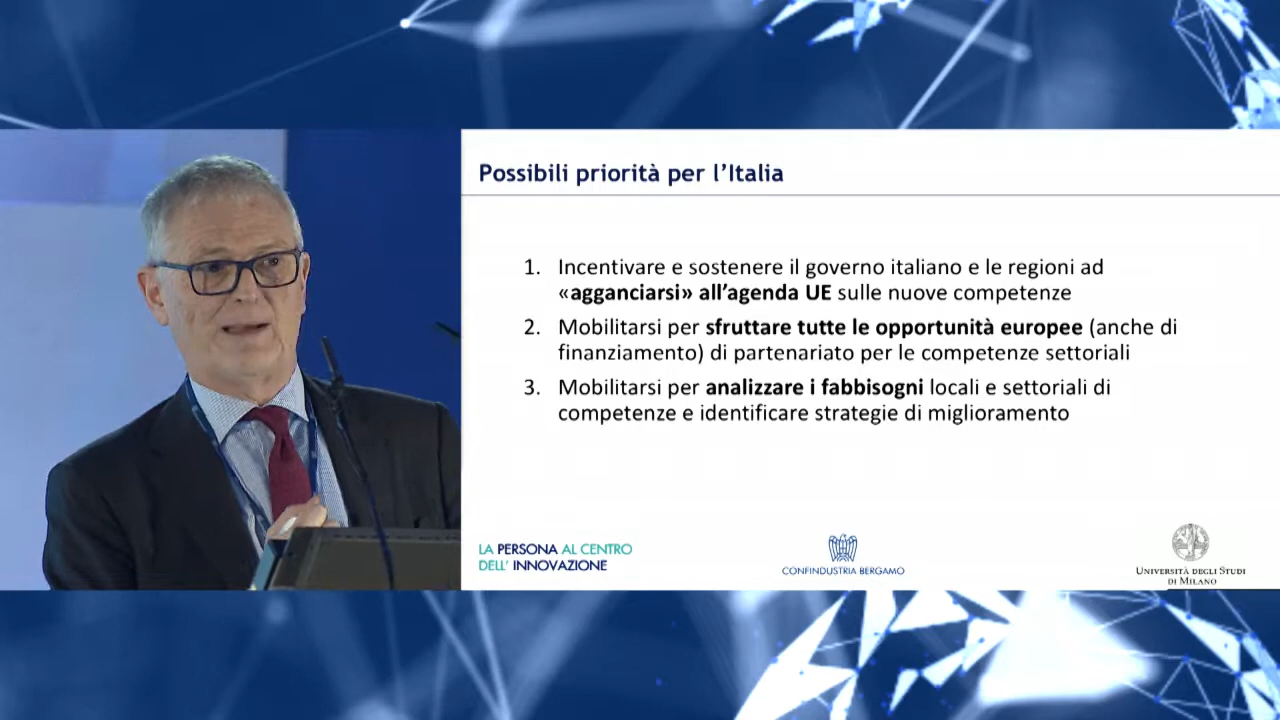 Possibili priorità per l'Italia
1. Incentivare e sostenere il governo italiano e le regioni ad
«agganciarsi» all'agenda UE sulle nuove competenze
2. Mobilitarsi per sfruttare tutte le opportunità europee (anche di
finanziamento) di partenariato per le competenze settoriali
3. Mobilitarsi per analizzare i fabbisogni locali e settoriali di
competenze e identificare strategie di miglioramento
LA PERSONA AL CENTRO
DELL' INNOVAZIONE
CONFINDUSTRIA BERGAMO
UNIVERSITÀ DEGLI STUDI
DI MILANO